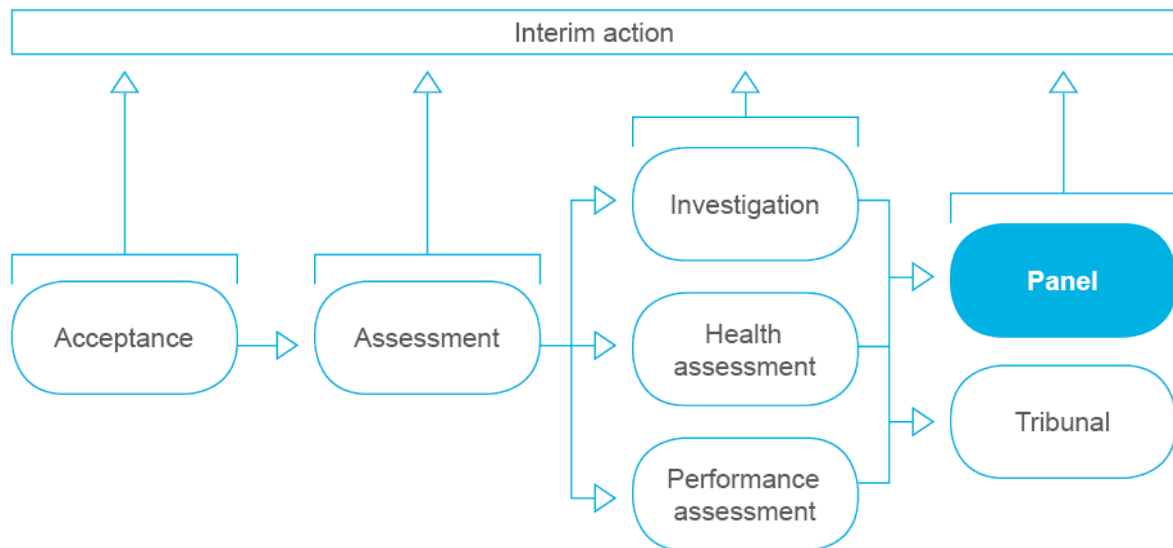 Interim action
Acceptance
Assessment
Investigation
Health
assessment
Performance
assessment
Panel
Tribunal